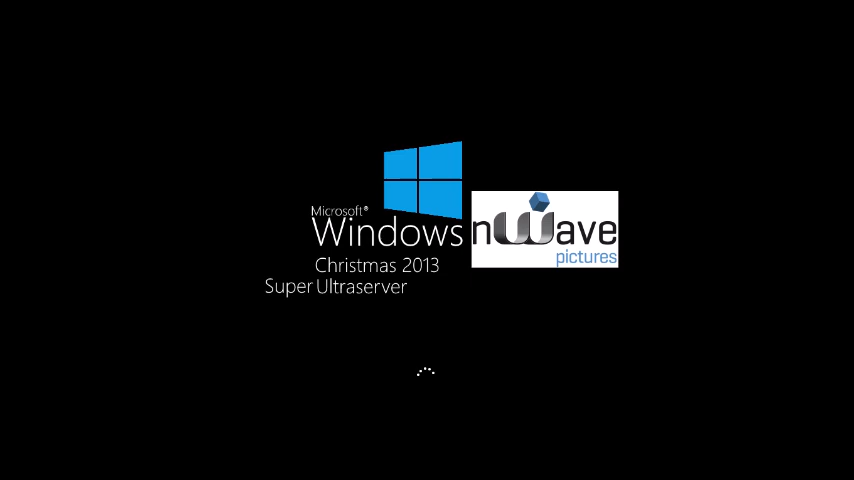 Microsoft®
Windows
nWave
pictures
Christmas 2013
Super Ultraserver